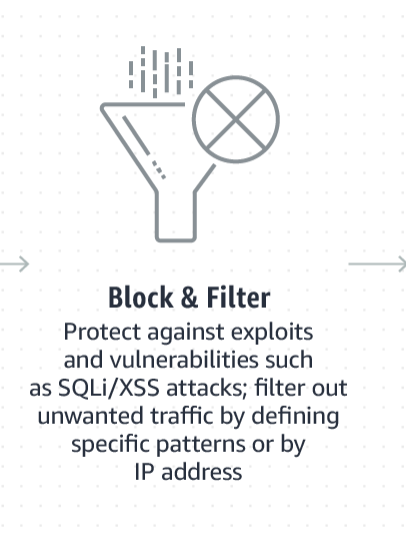 Block & Filter
Protect against exploits
and vulnerabilities such
as SQLi/XSS attacks; filter out
unwanted traffic by defining
specific patterns or by
IP address